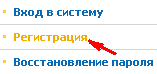 Вход в систему
Регистрация
Восстановление пароля